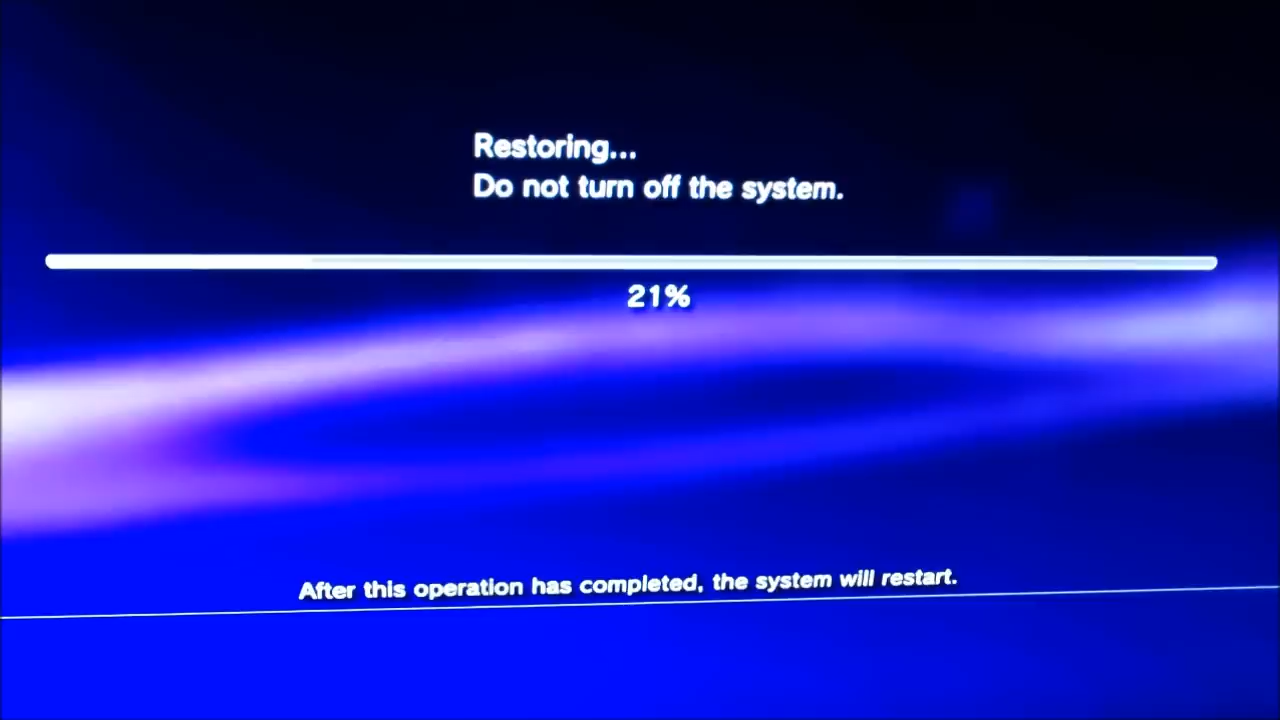 Restoring...
Do not turn off the system.
21%
After this operation has completed, the system will restart.